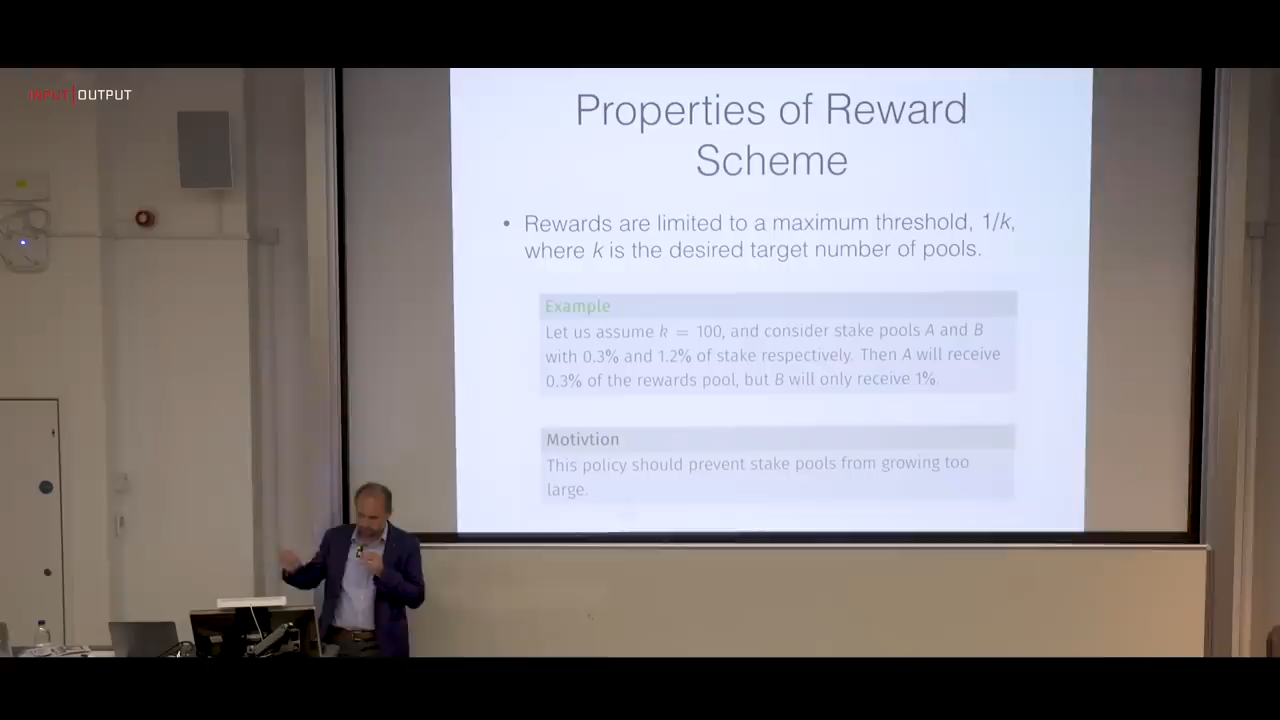 INPUT|OUTPUT
Properties of Reward
Scheme
• Rewards are limited to a maximum threshold, 1/k,
where k is the desired target number of pools.
Example
Let us assume k = 100, and consider stake pools A and B
with 0.3% and 1.2% of stake respectively. Then A will receive
0.3% of the rewards pool, but B will only receive 1%.
Motivtion
This policy should prevent stake pools from growing too
large.